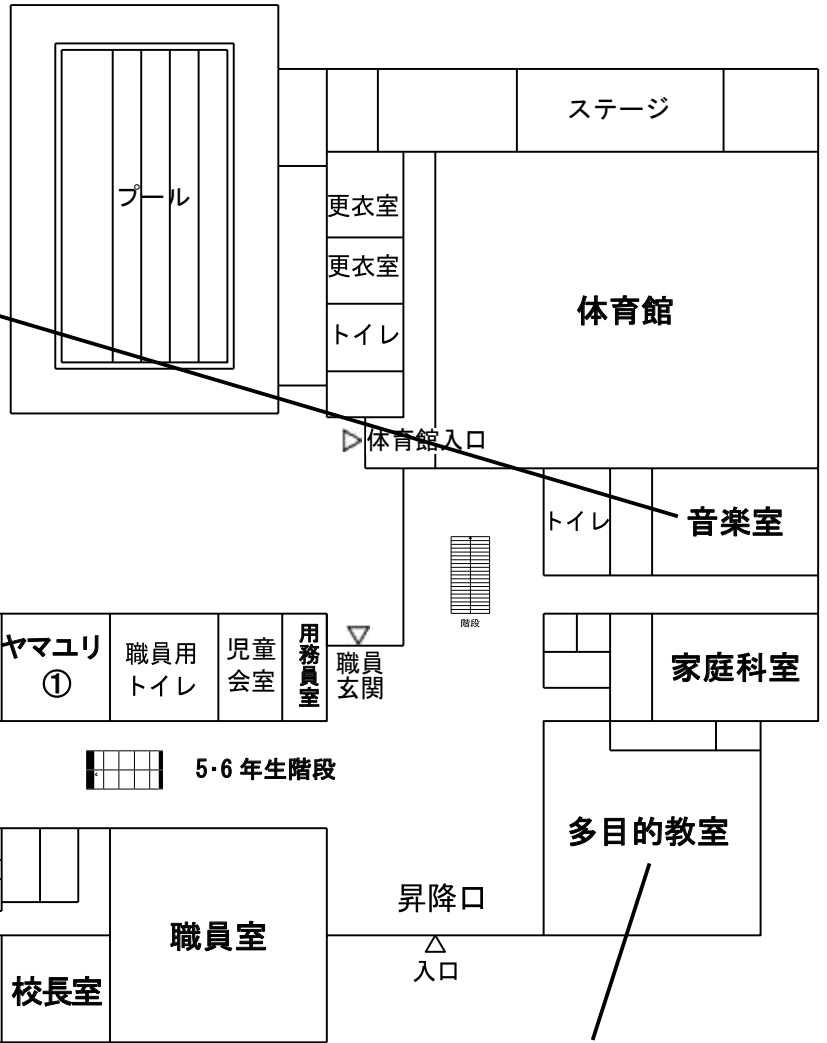 ステージ
プール
更衣室
更衣室
体育館
トイレ
体育館入口
トイレ
音楽室
階段
ヤマユリ
①
職員用
トイレ
児童
会室
用務員室
職員
玄関
家庭科室
5･6 年生階段
多目的教室
昇降口
職員室
入口
校長室